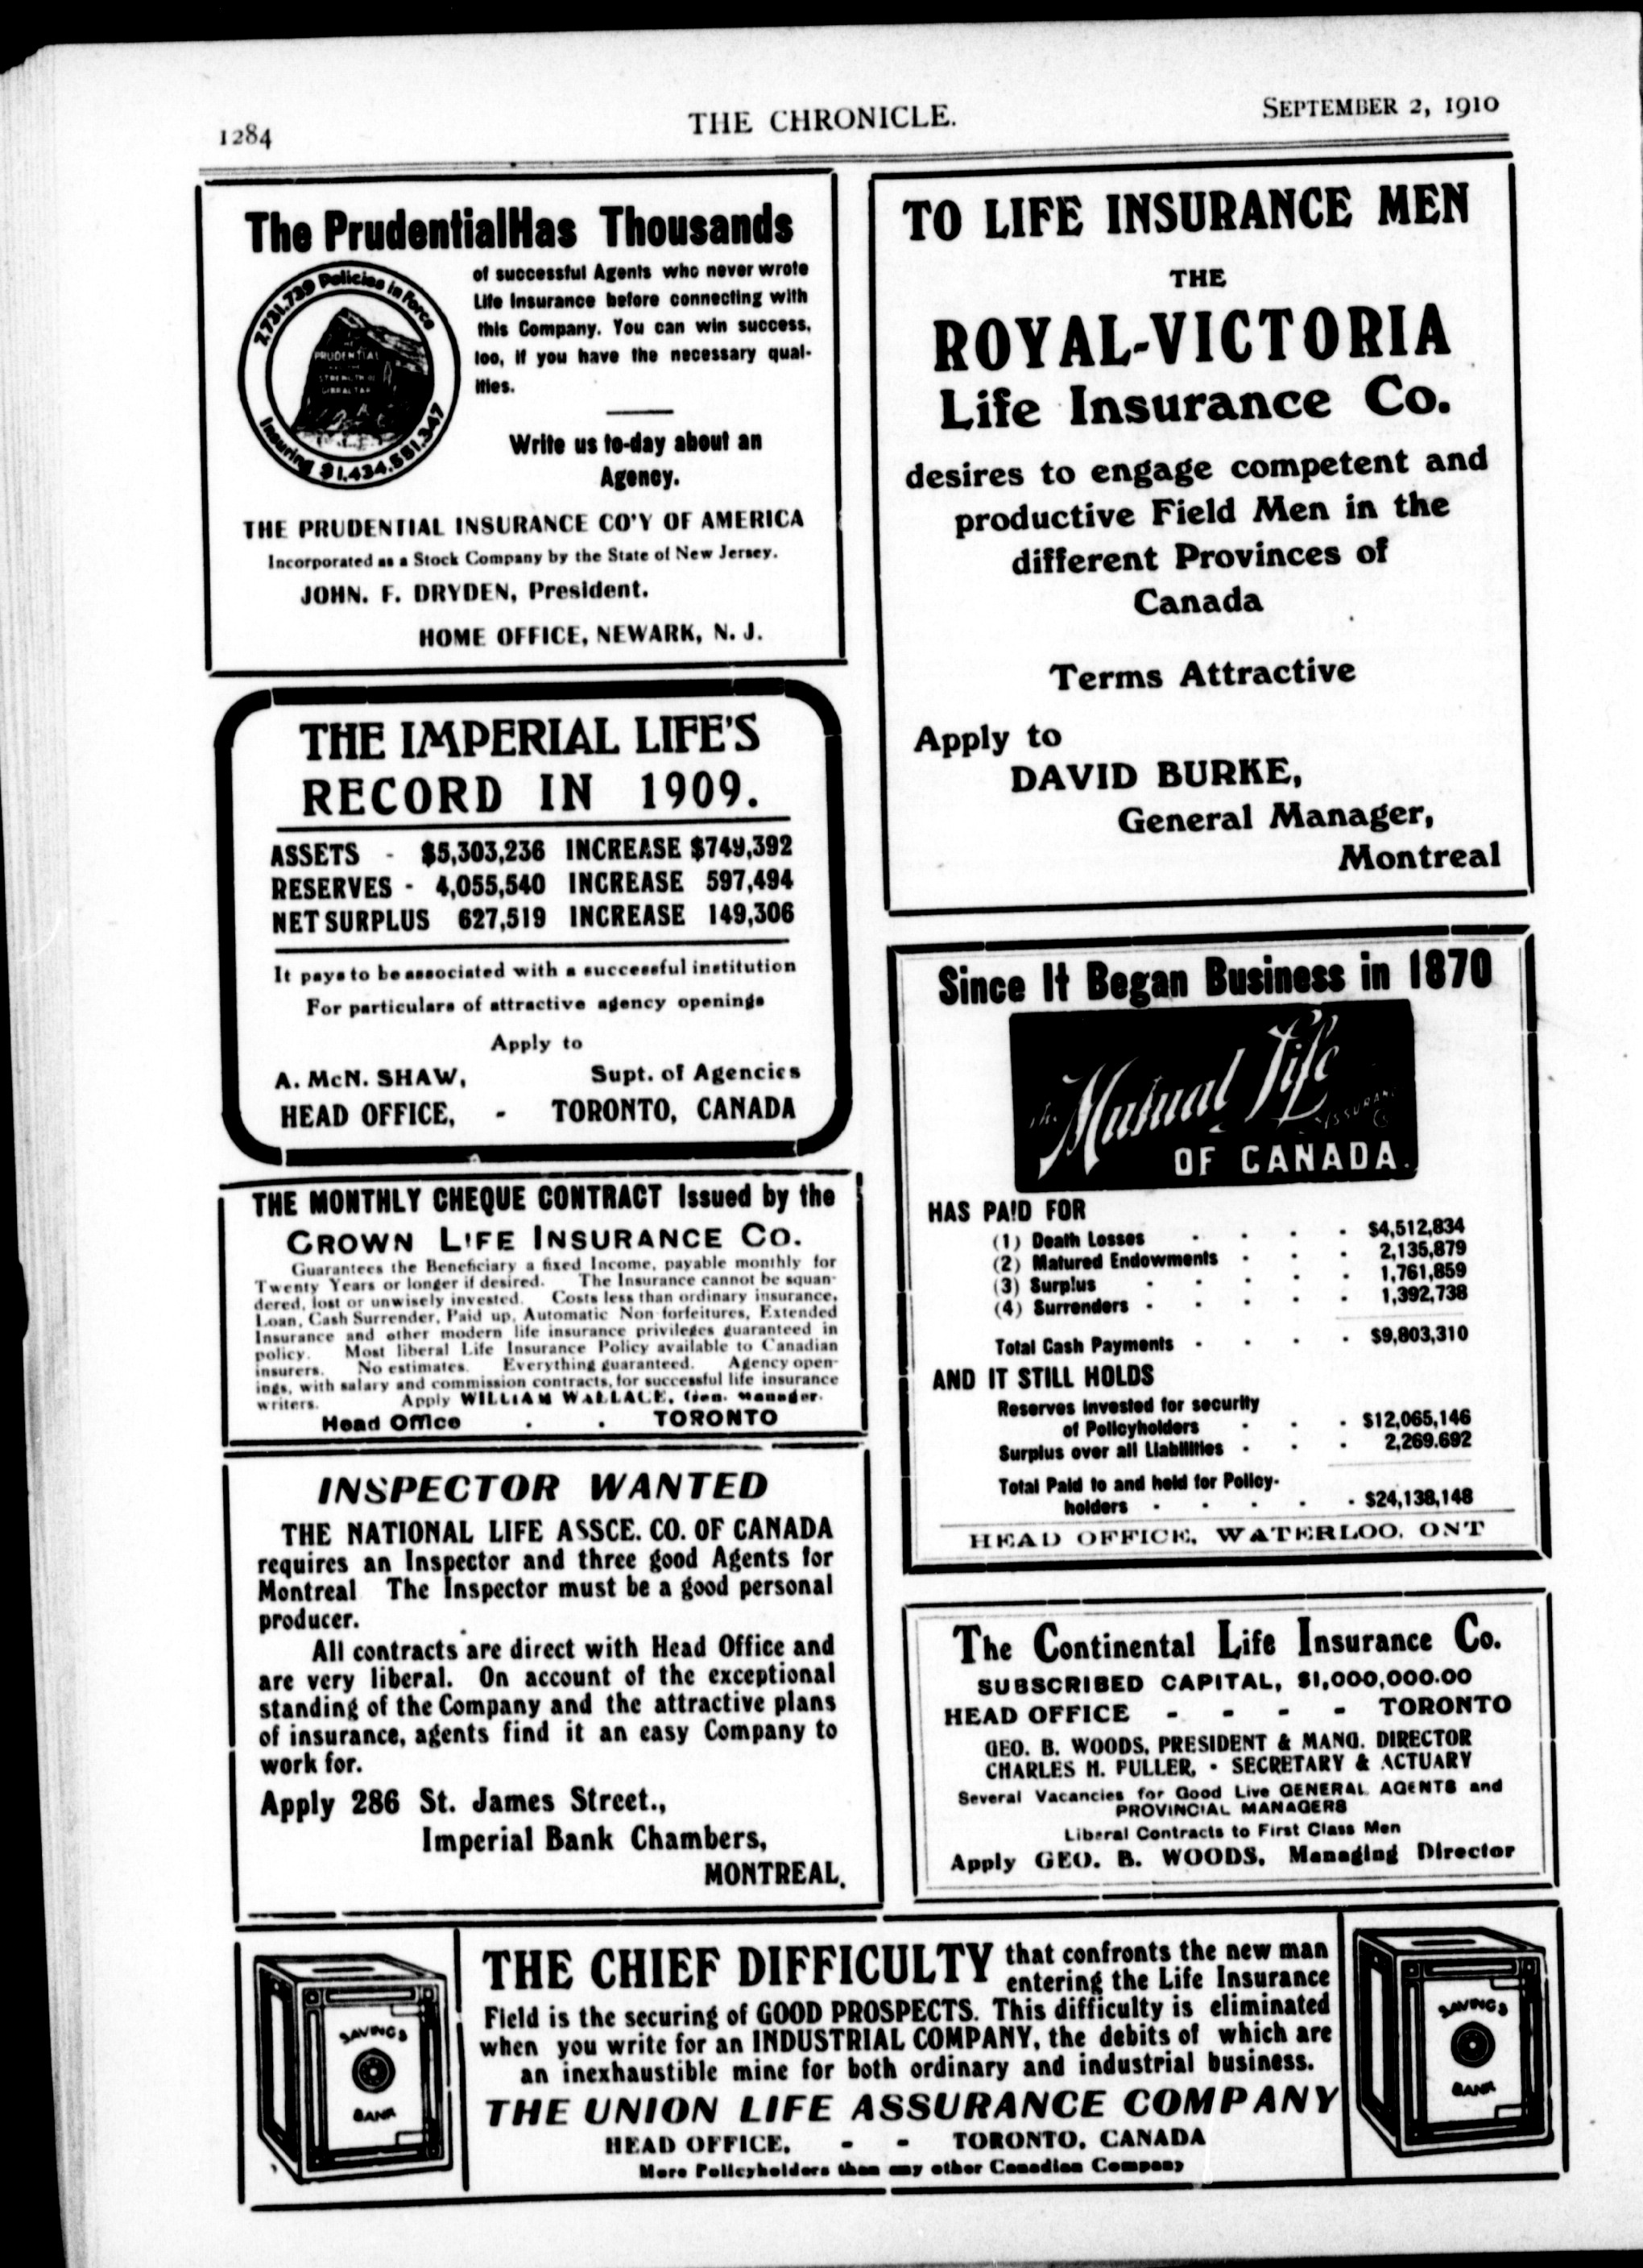 1284
THE CHRONICLE.
SEPTEMBER 2, 1910
The Prudential Has Thousands
7,731,739 Policies in Force
Insuring $1,434,551,347
PRUDENTIAL
STRENGTH OF
GIBRALTAR
of successful Agents who never wrote
Life Insurance before connecting with
this Company. You can win success,
too, if you have the necessary qual-
ities.
Write us to-day about an
Agency.
THE PRUDENTIAL INSURANCE CO'Y OF AMERICA
Incorporated as a Stock Company by the State of New Jersey.
JOHN. F. DRYDEN, President.
HOME OFFICE, NEWARK, N. J.
THE IMPERIAL LIFE'S
RECORD IN 1909.
ASSETS - $5,303,236 INCREASE $749,392
RESERVES - 4,055,540 INCREASE 597,494
NET SURPLUS 627,519 INCREASE 149,306
It pays to be associated with a successful institution
For particulars of attractive agency openings
Apply to
A. McN. SHAW, Supt. of Agencies
HEAD OFFICE, - TORONTO, CANADA
THE MONTHLY CHEQUE CONTRACT Issued by the
CROWN LIFE INSURANCE CO.
Guarantees the Beneficiary a fixed Income, payable monthly for
Twenty Years or longer if desired. The Insurance cannot be squan-
dered, lost or unwisely invested. Costs less than ordinary insurance.
Loan, Cash Surrender, Paid up, Automatic Non-forfeitures, Extended
Insurance and other modern life insurance privileges guaranteed in
policy. Most liberal Life Insurance Policy available to Canadian
insurers. No estimates. Everything guaranteed. Agency open-
ings, with salary and commission contracts, for successful life insurance
writers. Apply WILLIAM WALLACE, Gen. Manager.
Head Office . . TORONTO
INSPECTOR WANTED
THE NATIONAL LIFE ASSCE. CO. OF CANADA
requires an Inspector and three good Agents for
Montreal The Inspector must be a good personal
producer.
All contracts are direct with Head Office and
are very liberal. On account of the exceptional
standing of the Company and the attractive plans
of insurance, agents find it an easy Company to
work for.
Apply 286 St. James Street.,
Imperial Bank Chambers,
MONTREAL.
TO LIFE INSURANCE MEN
THE
ROYAL-VICTORIA
Life Insurance Co.
desires to engage competent and
productive Field Men in the
different Provinces of
Canada
Terms Attractive
Apply to
DAVID BURKE,
General Manager,
Montreal
Since It Began Business in 1870
The Mutual Life
ASSURANCE
Co
OF CANADA.
HAS PAID FOR
(1) Death Losses . . . . $4,512,834
(2) Matured Endowments . . . 2,135,879
(3) Surplus . . . . . 1,761,859
(4) Surrenders . . . . . 1,392,738
Total Cash Payments . . . . $9,803,310
AND IT STILL HOLDS
Reserves invested for security
of Policyholders . . . $12,065,146
Surplus over all Liabilities . . . 2,269.692
Total Paid to and held for Policy-
holders . . . . . $24,138,148
HEAD OFFICE, WATERLOO, ONT
The Continental Life Insurance Co.
SUBSCRIBED CAPITAL, $1,000,000.00
HEAD OFFICE - - - - TORONTO
GEO. B. WOODS, PRESIDENT & MANG. DIRECTOR
CHARLES H. FULLER, - SECRETARY & ACTUARY
Several Vacancies for Good Live GENERAL AGENTS and
PROVINCIAL MANAGERS
Liberal Contracts to First Class Men
Apply GEO. B. WOODS, Managing Director
SAVINGS
BANK
THE CHIEF DIFFICULTY that confronts the new man
entering the Life Insurance
Field is the securing of GOOD PROSPECTS. This difficulty is eliminated
when you write for an INDUSTRIAL COMPANY, the debits of which are
an inexhaustible mine for both ordinary and industrial business.
THE UNION LIFE ASSURANCE COMPANY
HEAD OFFICE, - - TORONTO, CANADA
More Policyholders than any other Canadian Company
SAVINGS
BANK